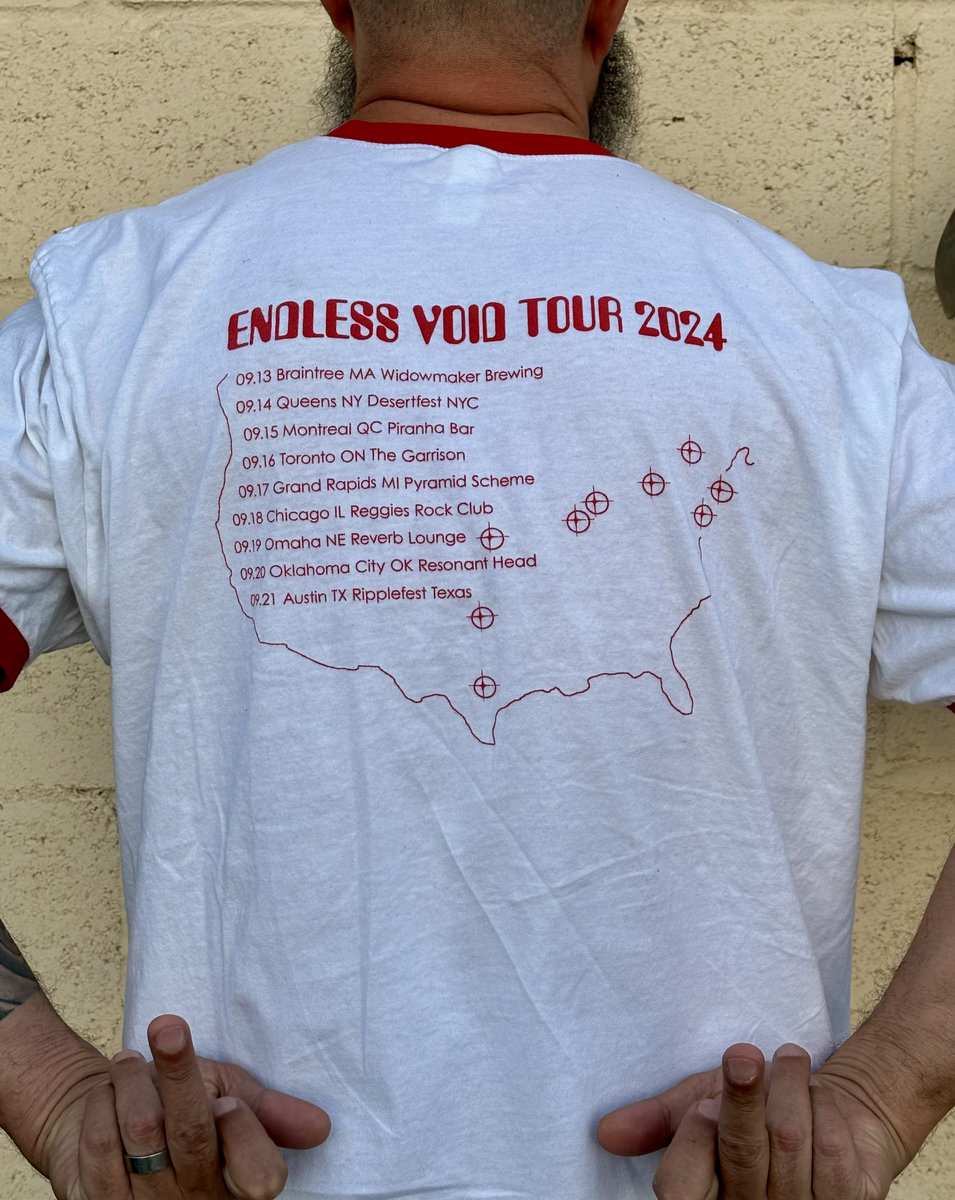 ENDLESS VOID TOUR 2024
09.13 Braintree MA Widowmaker Brewing
09.14 Queens NY Desertfest NYC
09.15 Montreal QC Piranha Bar
09.16 Toronto ON The Garrison
09.17 Grand Rapids MI Pyramid Scheme
09.18 Chicago IL Reggies Rock Club
09.19 Omaha NE Reverb Lounge
09.20 Oklahoma City OK Resonant Head
09.21 Austin TX Ripplefest Texas